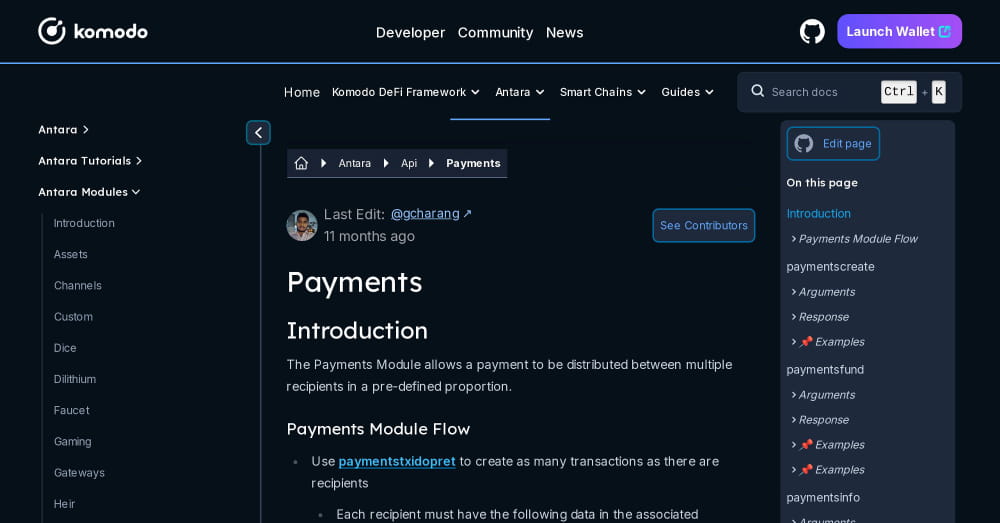 komodo
Developer Community News
Launch Wallet
Home Komodo DeFi Framework Antara Smart Chains Guides
Search docs Ctrl + K
Antara
Antara Tutorials
Antara Modules
Introduction
Assets
Channels
Custom
Dice
Dilithium
Faucet
Gaming
Gateways
Heir
Antara Api Payments
Last Edit: @gcharang ↗
11 months ago
See Contributors
Payments
Introduction
The Payments Module allows a payment to be distributed between multiple
recipients in a pre-defined proportion.
Payments Module Flow
• Use paymentstxidopret to create as many transactions as there are
recipients
• Each recipient must have the following data in the associated
Edit page
On this page
Introduction
Payments Module Flow
paymentscreate
Arguments
Response
📌 Examples
paymentsfund
Arguments
Response
📌 Examples
📌 Examples
paymentsinfo
Arguments